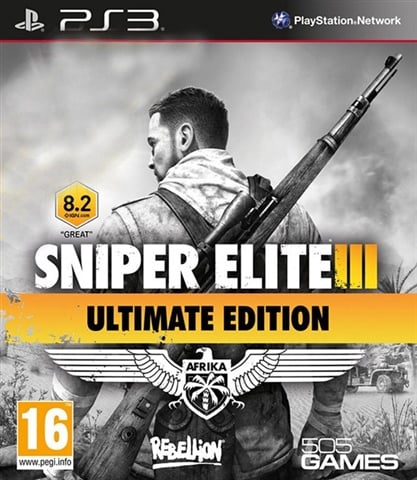 PS3
PlayStation®Network
8.2
IGN.com
"GREAT"
SNIPER ELITE III
ULTIMATE EDITION
AFRIKA
16
www.pegi.info
REBELLION
505
GAMES